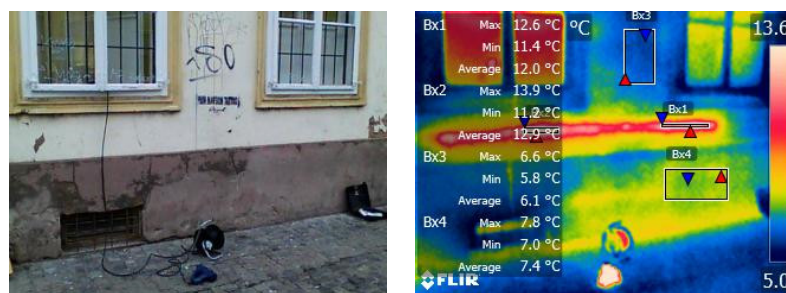 150
Bx1 Max 12.6 °C
Min 11.4 °C
Average 12.0 °C
Bx2 Max 13.9 °C
Min 11.2 °C
Average 12.9 °C
Bx3 Max 6.6 °C
Min 5.8 °C
Average 6.1 °C
Bx4 Max 7.8 °C
Min 7.0 °C
Average 7.4 °C
°C
13.6
Bx3
Bx1
Bx4
5.0
FLIR